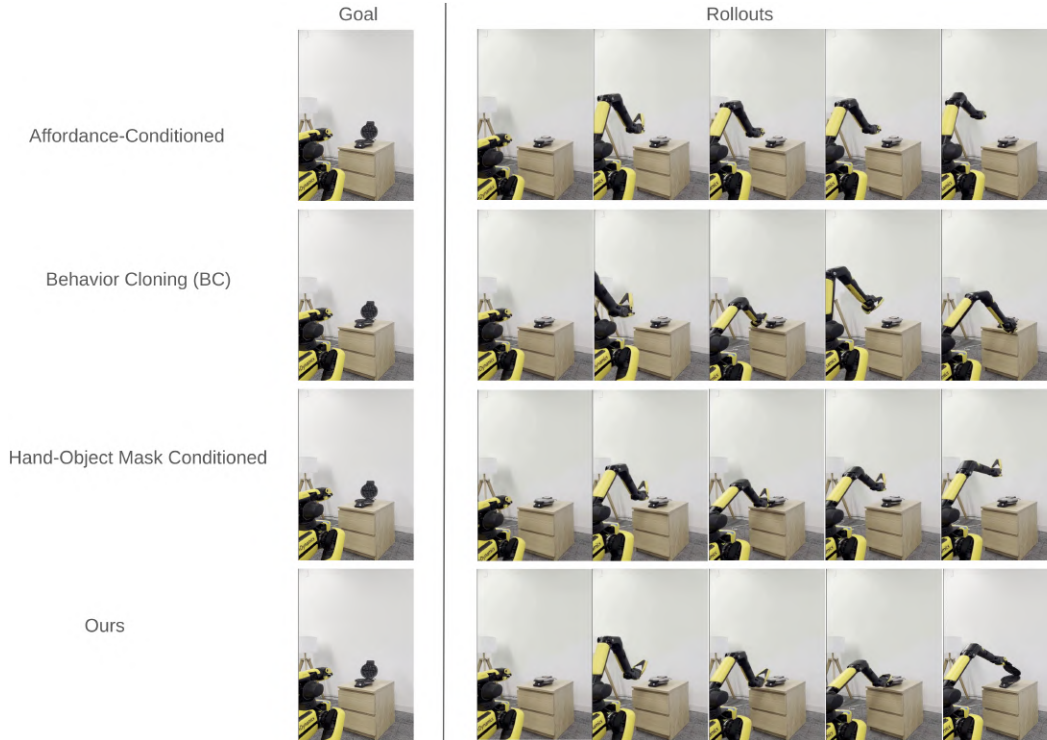 Goal
Rollouts
Affordance-Conditioned
Behavior Cloning (BC)
Hand-Object Mask Conditioned
Ours